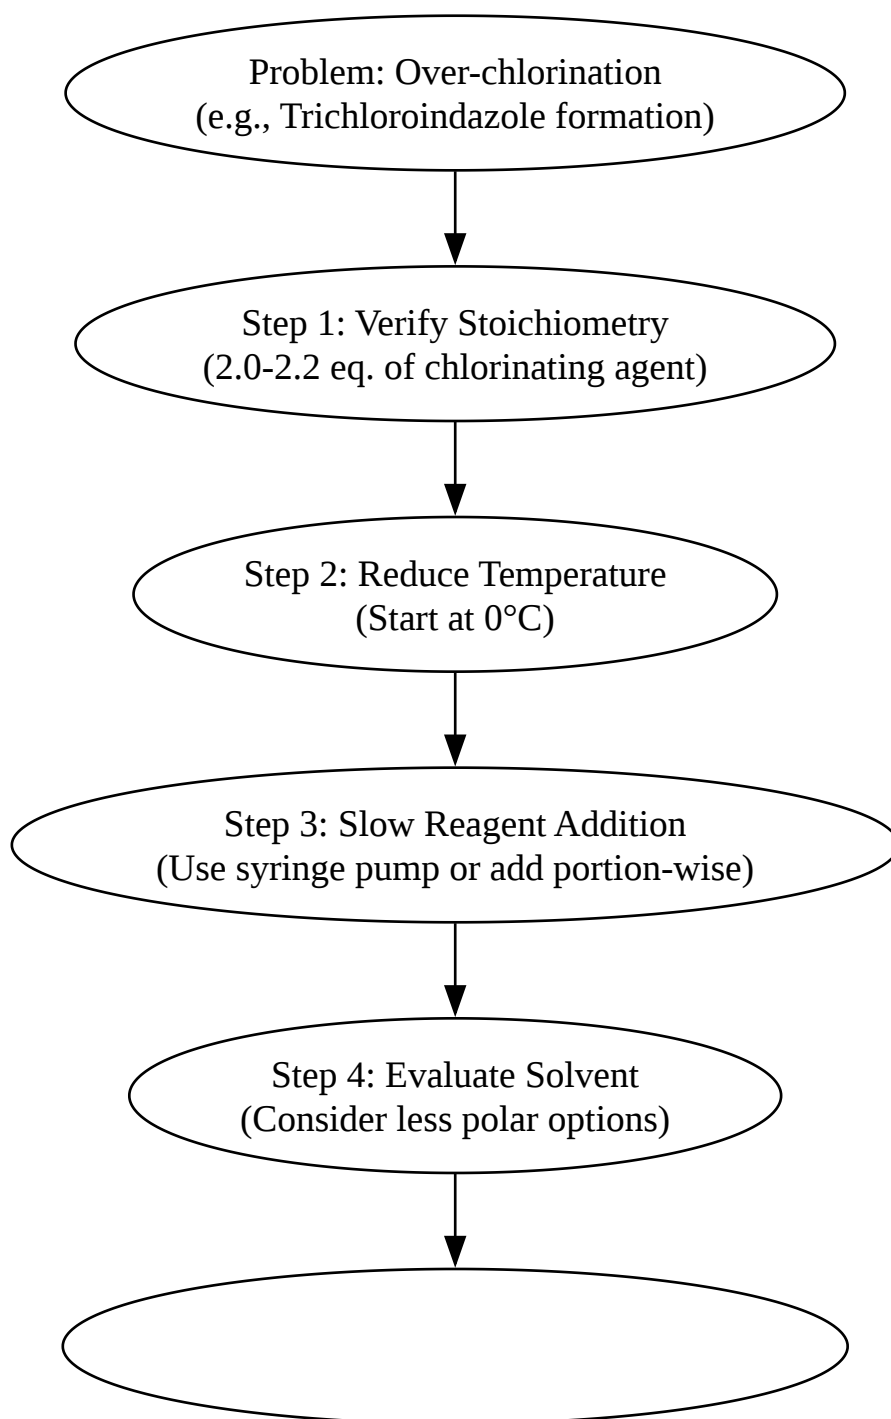 Problem: Over-chlorination
(e.g., Trichloroindazole formation)
Step 1: Verify Stoichiometry
(2.0-2.2 eq. of chlorinating agent)
Step 2: Reduce Temperature
(Start at 0°C)
Step 3: Slow Reagent Addition
(Use syringe pump or add portion-wise)
Step 4: Evaluate Solvent
(Consider less polar options)